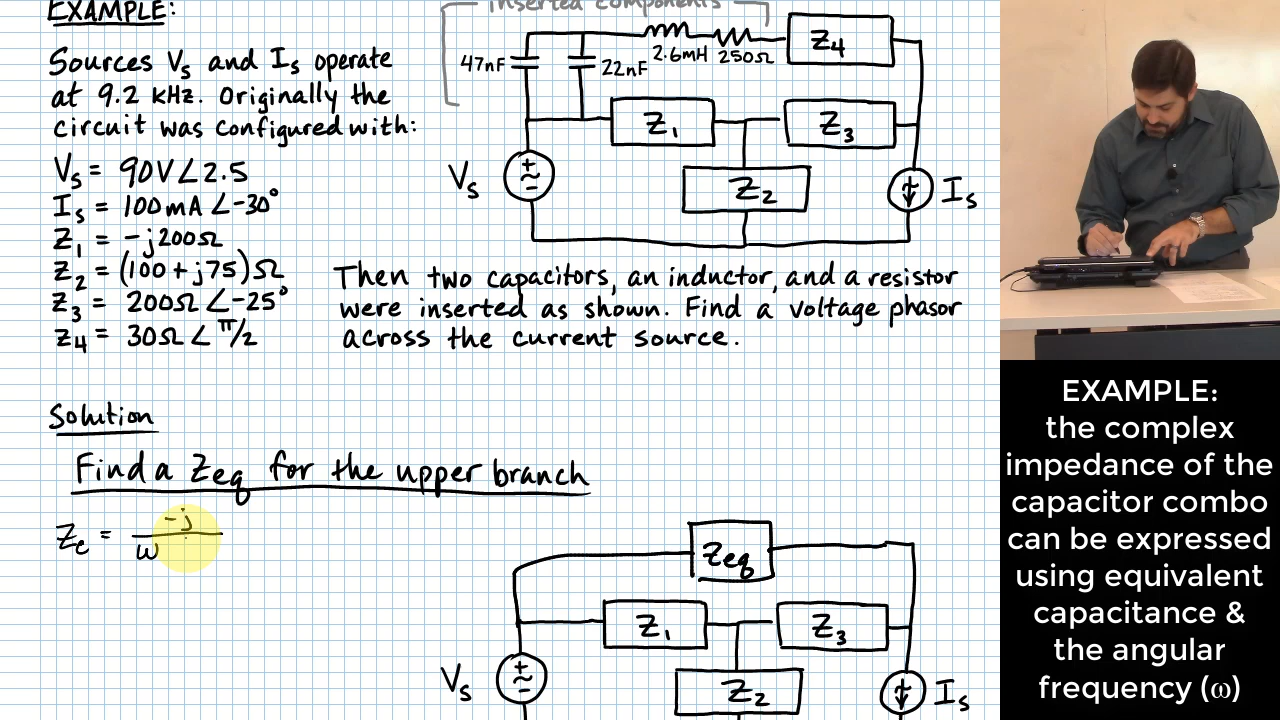 EXAMPLE:
inserted components
Sources Vs and Is operate
at 9.2 kHz. Originally the
circuit was configured with:
Vs = 90V∠2.5
Is = 100mA∠-30°
Z1 = -j200Ω
Z2 = (100+j75)Ω
Z3 = 200Ω∠-25°
Z4 = 30Ω∠π/2
47nF
22nF
2.6mH
250Ω
Z4
Z1
Z3
Vs
Z2
Is
Then two capacitors, an inductor, and a resistor
were inserted as shown. Find a voltage phasor
across the current source.
Solution
Find a Zeq for the upper branch
Zc = -j
ω
Zeq
Z1
Z3
Vs
Z2
Is
EXAMPLE:
the complex
impedance of the
capacitor combo
can be expressed
using equivalent
capacitance &
the angular
frequency (ω)